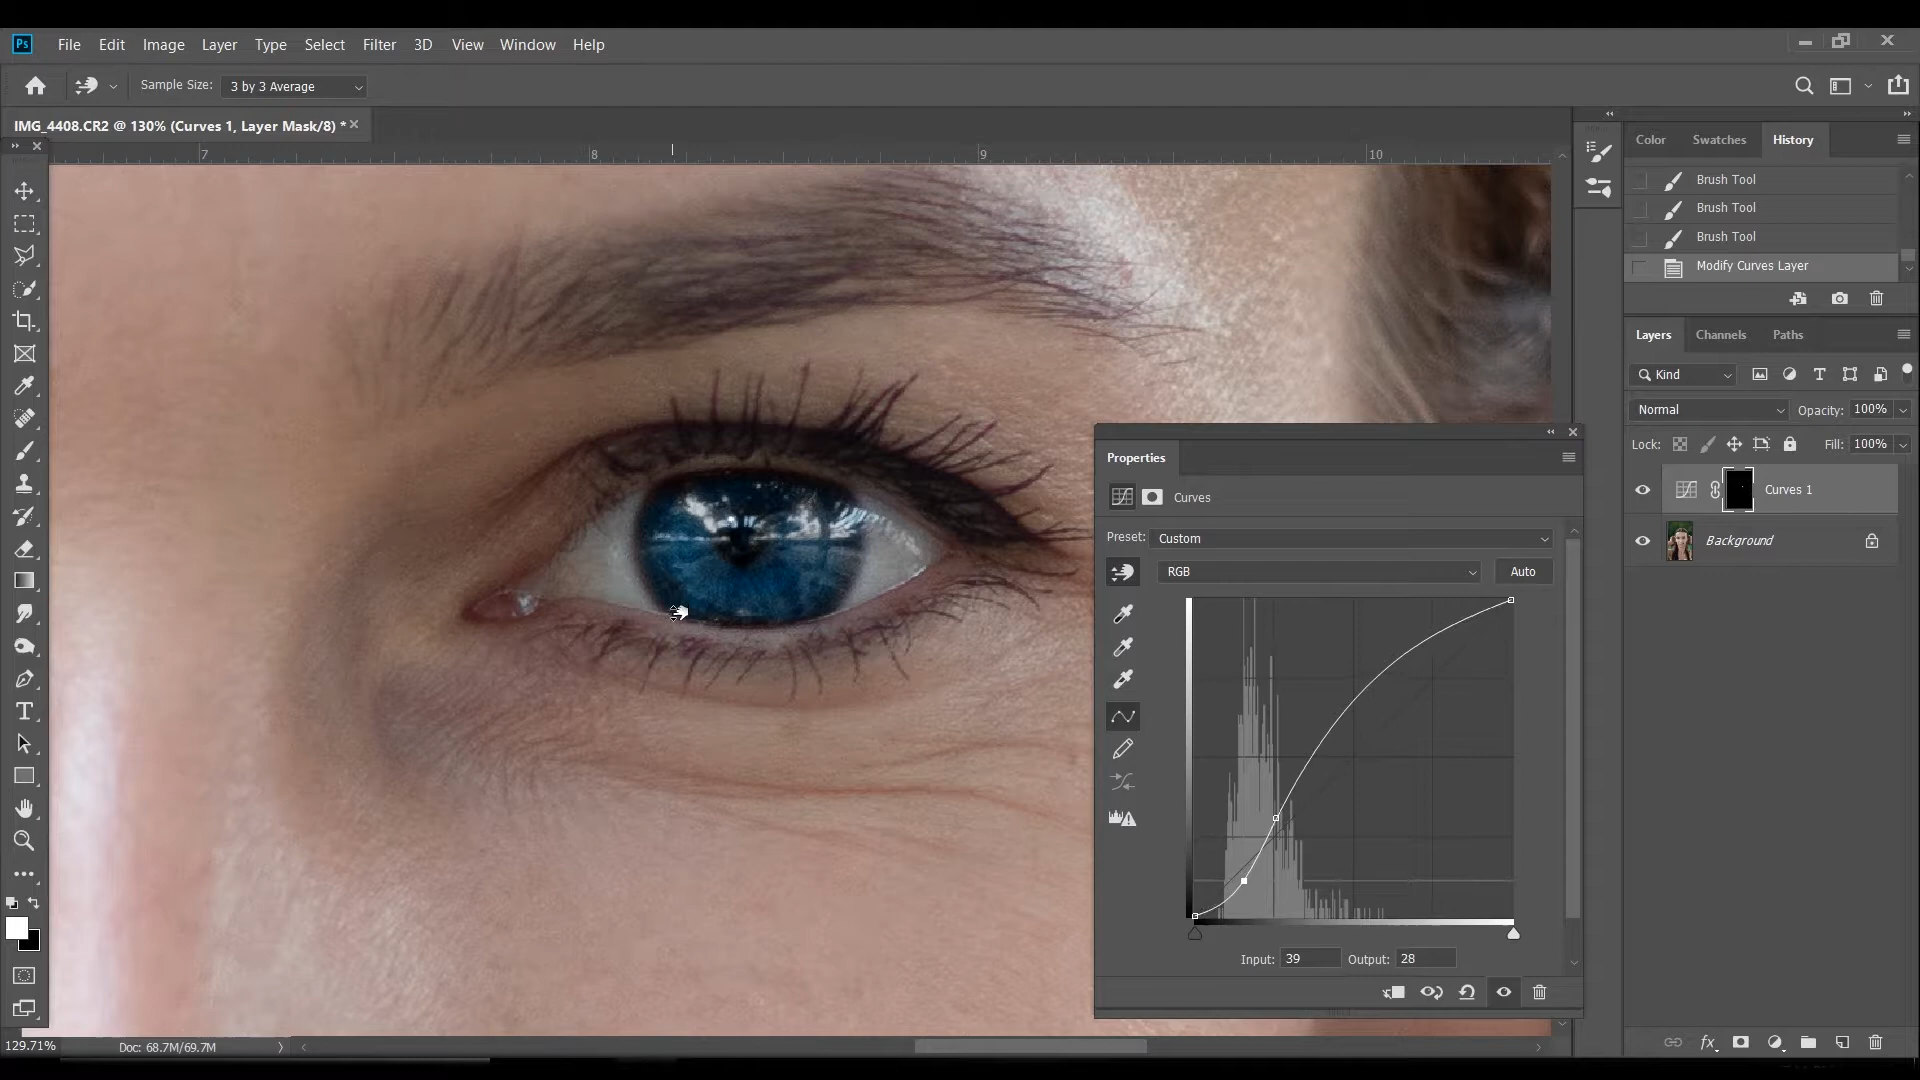 Ps File Edit Image Layer Type Select Filter 3D View Window Help
Sample Size: 3 by 3 Average
IMG_4408.CR2 @ 130% (Curves 1, Layer Mask/8) *
7 8 9 10
Color Swatches History
Brush Tool
Brush Tool
Brush Tool
Modify Curves Layer
Layers Channels Paths
Kind
Normal Opacity: 100%
Lock: Fill: 100%
Curves 1
Background
Properties
Curves
Preset: Custom
RGB Auto
Input: 39 Output: 28
129.71% Doc: 68.7M/69.7M
fx